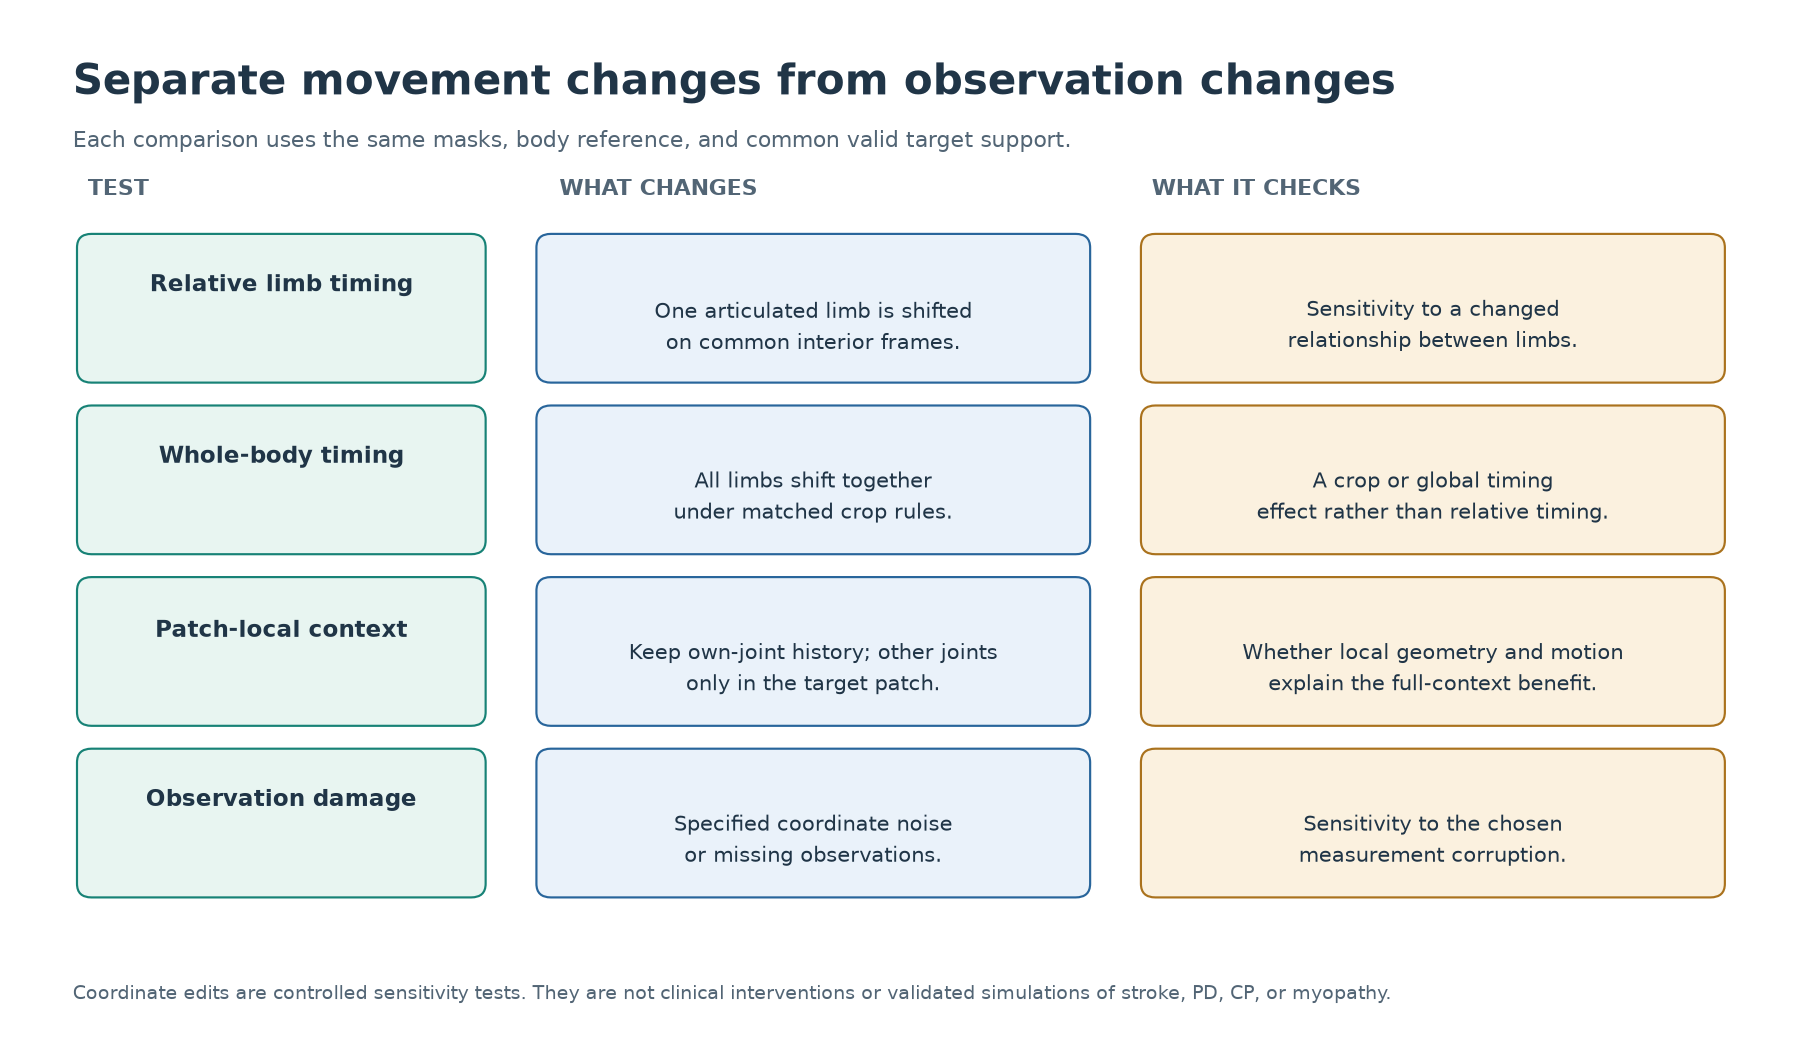 Separate movement changes from observation changes
Each comparison uses the same masks, body reference, and common valid target support.
TEST
WHAT CHANGES
WHAT IT CHECKS
Relative limb timing
One articulated limb is shifted
on common interior frames.
Sensitivity to a changed
relationship between limbs.
Whole-body timing
All limbs shift together
under matched crop rules.
A crop or global timing
effect rather than relative timing.
Patch-local context
Keep own-joint history; other joints
only in the target patch.
Whether local geometry and motion
explain the full-context benefit.
Observation damage
Specified coordinate noise
or missing observations.
Sensitivity to the chosen
measurement corruption.
Coordinate edits are controlled sensitivity tests. They are not clinical interventions or validated simulations of stroke, PD, CP, or myopathy.